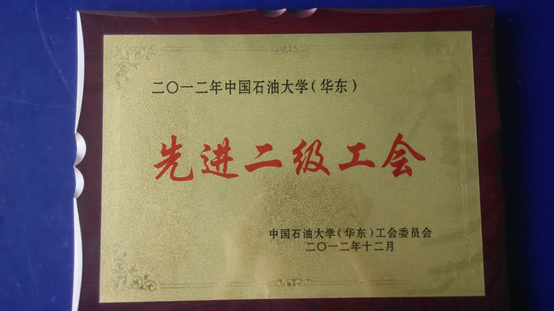 二〇一二年中国石油大学(华东)
先进二级工会
中国石油大学(华东)工会委员会
二〇一二年十二月